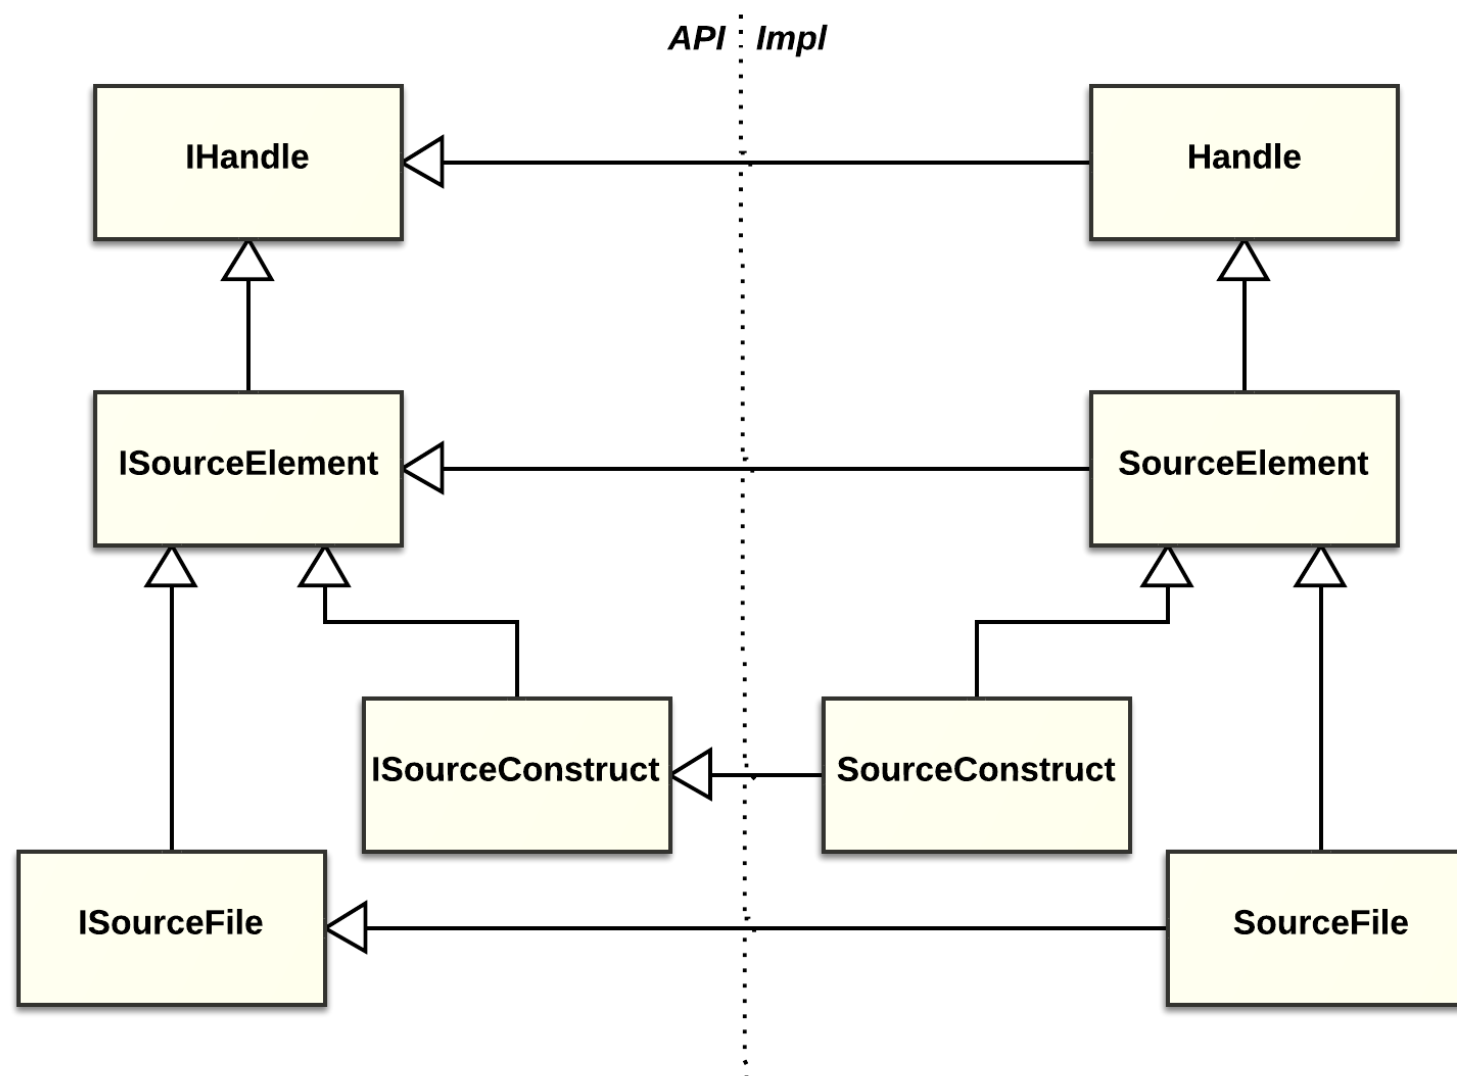 API Impl
IHandle Handle
ISourceElement SourceElement
ISourceConstruct SourceConstruct
ISourceFile SourceFile